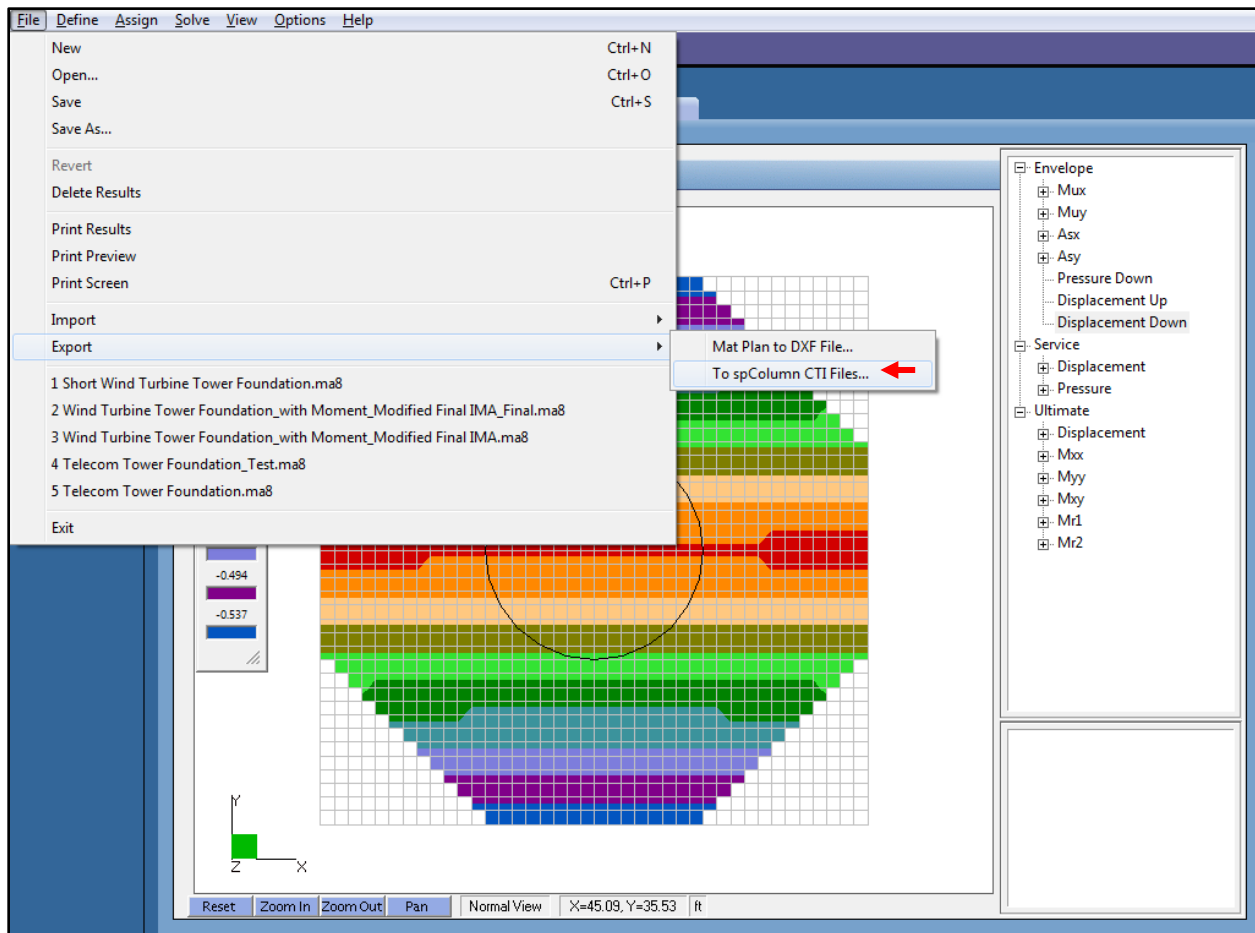 File Define Assign Solve View Options Help
New Ctrl+N
Open... Ctrl+O
Save Ctrl+S
Save As...
Revert
Delete Results
Print Results
Print Preview
Print Screen Ctrl+P
Import
Export
Mat Plan to DXF File...
To spColumn CTI Files...
1 Short Wind Turbine Tower Foundation.ma8
2 Wind Turbine Tower Foundation_with Moment_Modified Final IMA_Final.ma8
3 Wind Turbine Tower Foundation_with Moment_Modified Final IMA.ma8
4 Telecom Tower Foundation_Test.ma8
5 Telecom Tower Foundation.ma8
Exit
-0.494
-0.537
Envelope
Mux
Muy
Asx
Asy
Pressure Down
Displacement Up
Displacement Down
Service
Displacement
Pressure
Ultimate
Displacement
Mxx
Myy
Mxy
Mr1
Mr2
Y
Z X
Reset Zoom In Zoom Out Pan Normal View X=45.09, Y=35.53 ft